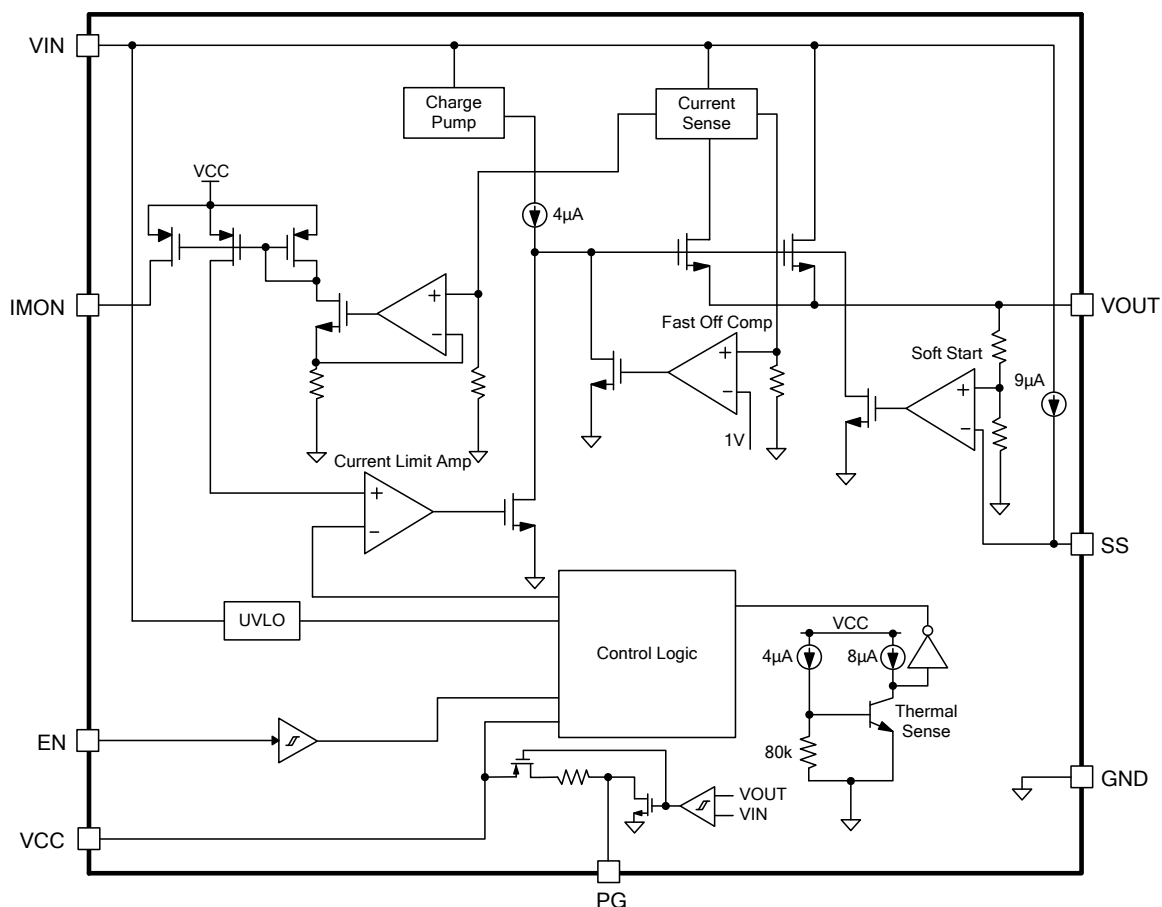 VIN
Charge
Pump
Current
Sense
VCC
4µA
IMON
+
−
Fast Off Comp
+
−
1V
VOUT
Soft Start
+
−
9µA
Current Limit Amp
+
−
SS
UVLO
Control Logic
VCC
4µA
8µA
Thermal
Sense
80k
EN
GND
VOUT
VIN
VCC
PG